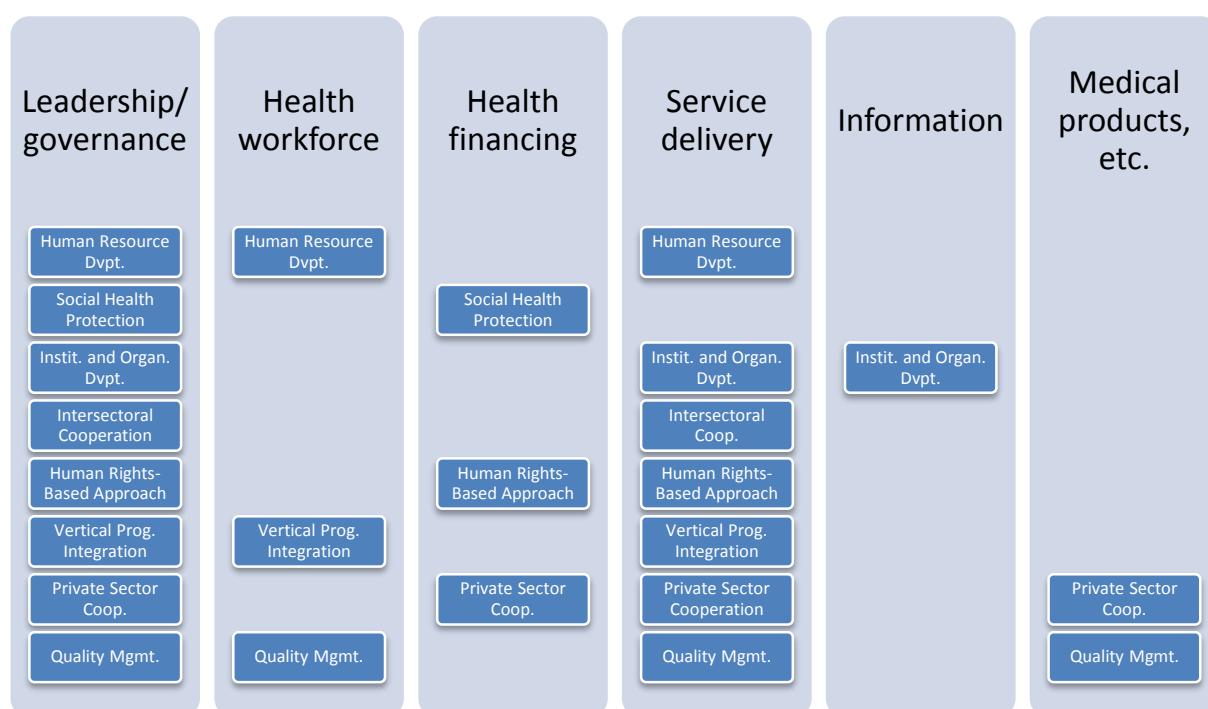 Leadership/
governance
Human Resource
Dvpt.
Social Health
Protection
Instit. and Organ.
Dvpt.
Intersectoral
Cooperation
Human Rights-
Based Approach
Vertical Prog.
Integration
Private Sector
Coop.
Quality Mgmt.
Health
workforce
Human Resource
Dvpt.
Vertical Prog.
Integration
Quality Mgmt.
Health
financing
Social Health
Protection
Human Rights-
Based Approach
Private Sector
Coop.
Service
delivery
Human Resource
Dvpt.
Instit. and Organ.
Dvpt.
Intersectoral
Coop.
Human Rights-
Based Approach
Vertical Prog.
Integration
Private Sector
Cooperation
Quality Mgmt.
Information
Instit. and Organ.
Dvpt.
Medical
products,
etc.
Private Sector
Coop.
Quality Mgmt.